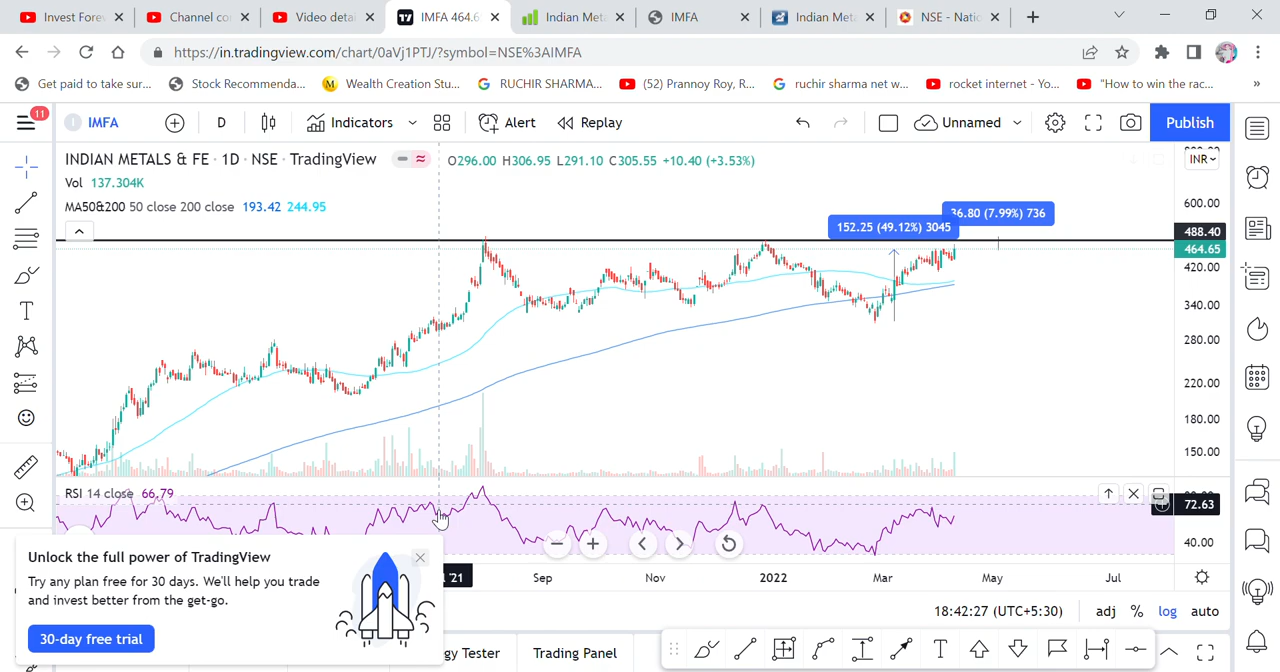 Invest Fore
Channel co
Video detai
IMFA 464.6
Indian Meta
IMFA
Indian Meta
NSE - Natio
https://in.tradingview.com/chart/0aVj1PTJ/?symbol=NSE%3AIMFA
Get paid to take sur...
Stock Recommenda...
Wealth Creation Stu...
RUCHIR SHARMA...
(52) Prannoy Roy, R...
ruchir sharma net w...
rocket internet - Yo...
"How to win the rac...
»
11
IMFA
D
Indicators
Alert
Replay
Unnamed
Publish
INDIAN METALS & FE · 1D · NSE · TradingView
O296.00 H306.95 L291.10 C305.55 +10.40 (+3.53%)
INR
Vol 137.304K
MA50&200 50 close 200 close 193.42 244.95
600.00
36.80 (7.99%) 736
152.25 (49.12%) 3045
488.40
464.65
420.00
340.00
280.00
220.00
180.00
150.00
RSI 14 close 66.79
72.63
40.00
Unlock the full power of TradingView
Try any plan free for 30 days. We'll help you trade
and invest better from the get-go.
30-day free trial
'21
Sep
Nov
2022
Mar
May
Jul
18:42:27 (UTC+5:30)
adj
%
log
auto
gy Tester
Trading Panel